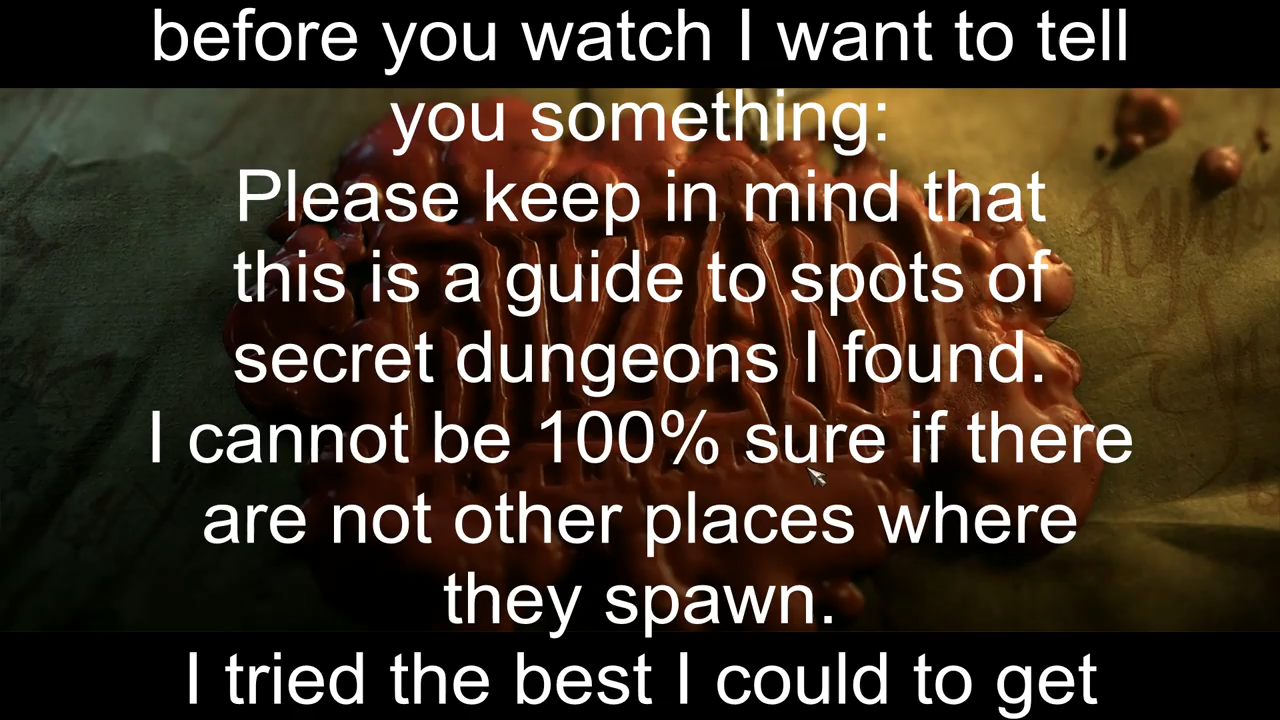 before you watch I want to tell
you something:
Please keep in mind that
this is a guide to spots of
secret dungeons I found.
I cannot be 100% sure if there
are not other places where
they spawn.
I tried the best I could to get